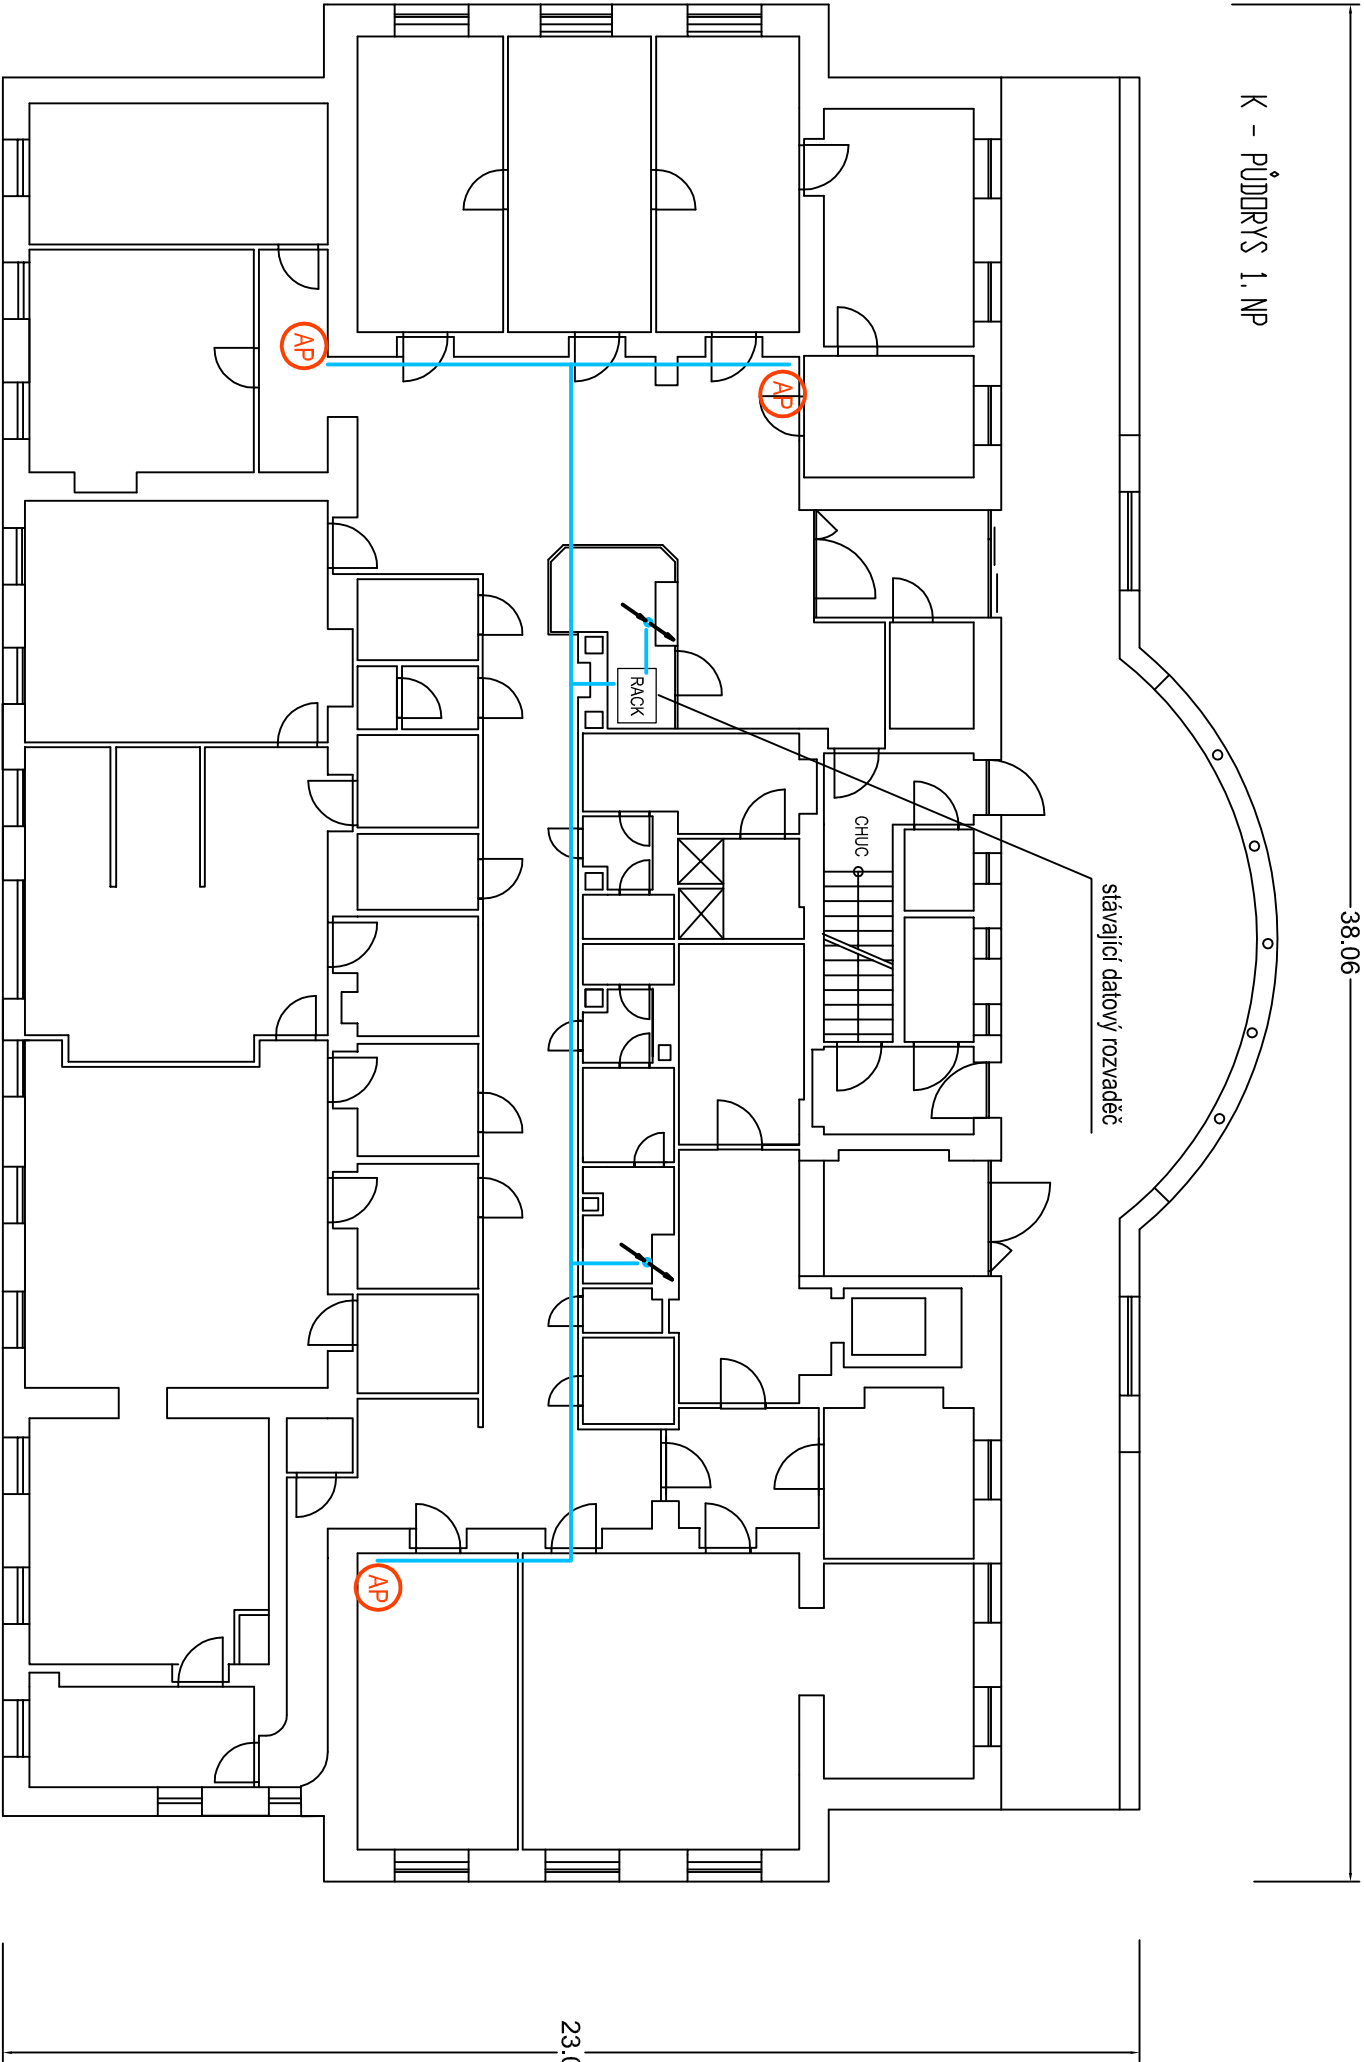 K - PŮDORYS 1. NP
38.06
AP
AP
RACK
CHUC
stávající datový rozvaděč
AP